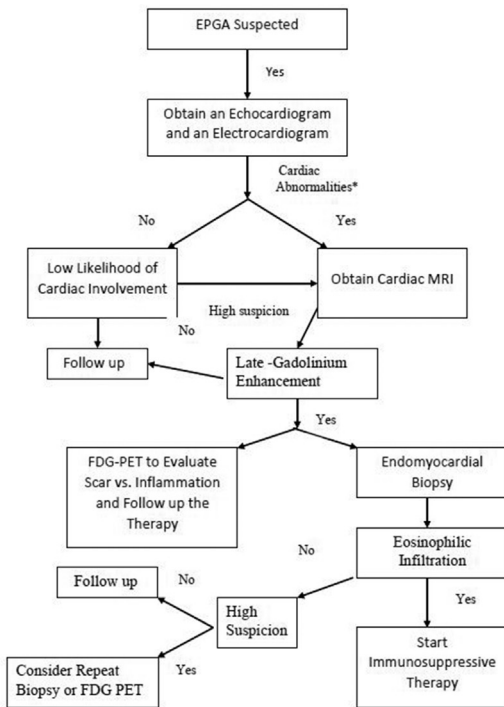 EPGA Suspected
Yes
Obtain an Echocardiogram
and an Electrocardiogram
Cardiac
Abnormalities*
No
Yes
Low Likelihood of
Cardiac Involvement
Obtain Cardiac MRI
High suspicion
No
Follow up
Late -Gadolinium
Enhancement
Yes
FDG-PET to Evaluate
Scar vs. Inflammation
and Follow up the
Therapy
Endomyocardial
Biopsy
No
Eosinophilic
Infiltration
Follow up
No
High
Suspicion
Yes
Start
Immunosuppressive
Therapy
Consider Repeat
Biopsy or FDG PET
Yes